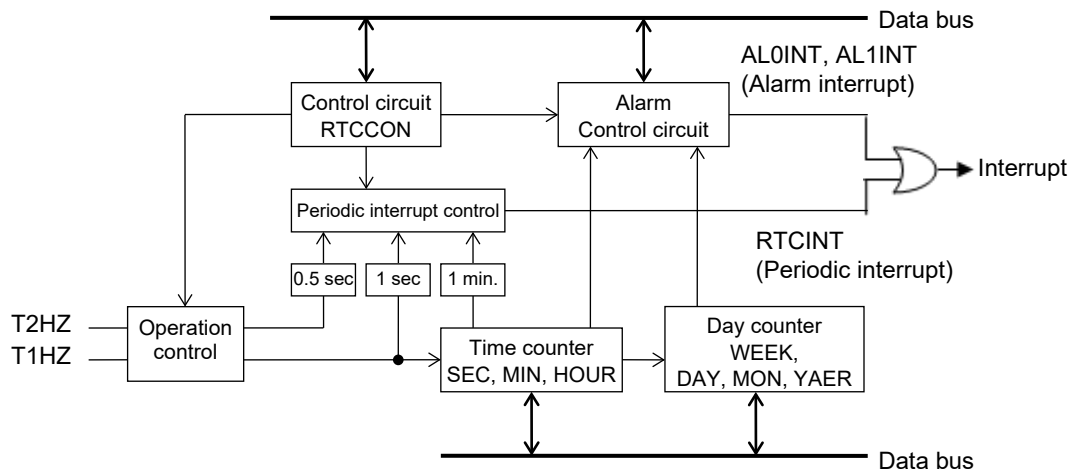 Data bus
AL0INT, AL1INT
(Alarm interrupt)
Control circuit
RTCCON
Alarm
Control circuit
Interrupt
Periodic interrupt control
RTCINT
(Periodic interrupt)
0.5 sec
1 sec
1 min.
T2HZ
T1HZ
Operation
control
Time counter
SEC, MIN, HOUR
Day counter
WEEK,
DAY, MON, YAER
Data bus